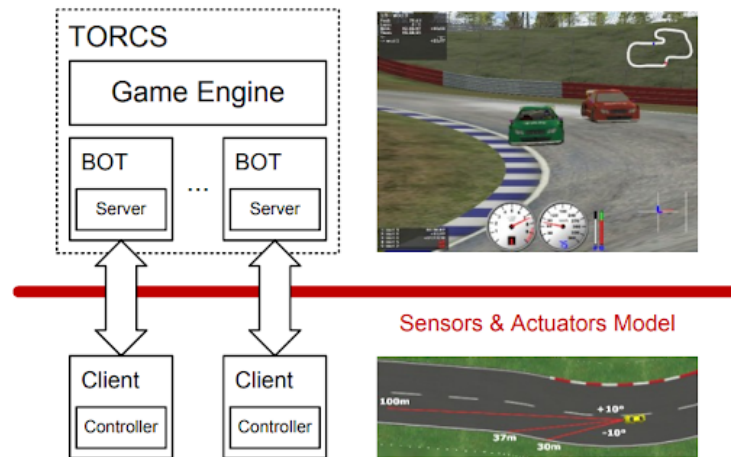 TORCS
Game Engine
BOT
Server
...
BOT
Server
Sensors & Actuators Model
Client
Controller
Client
Controller
100m
+10°
-10°
37m
30m